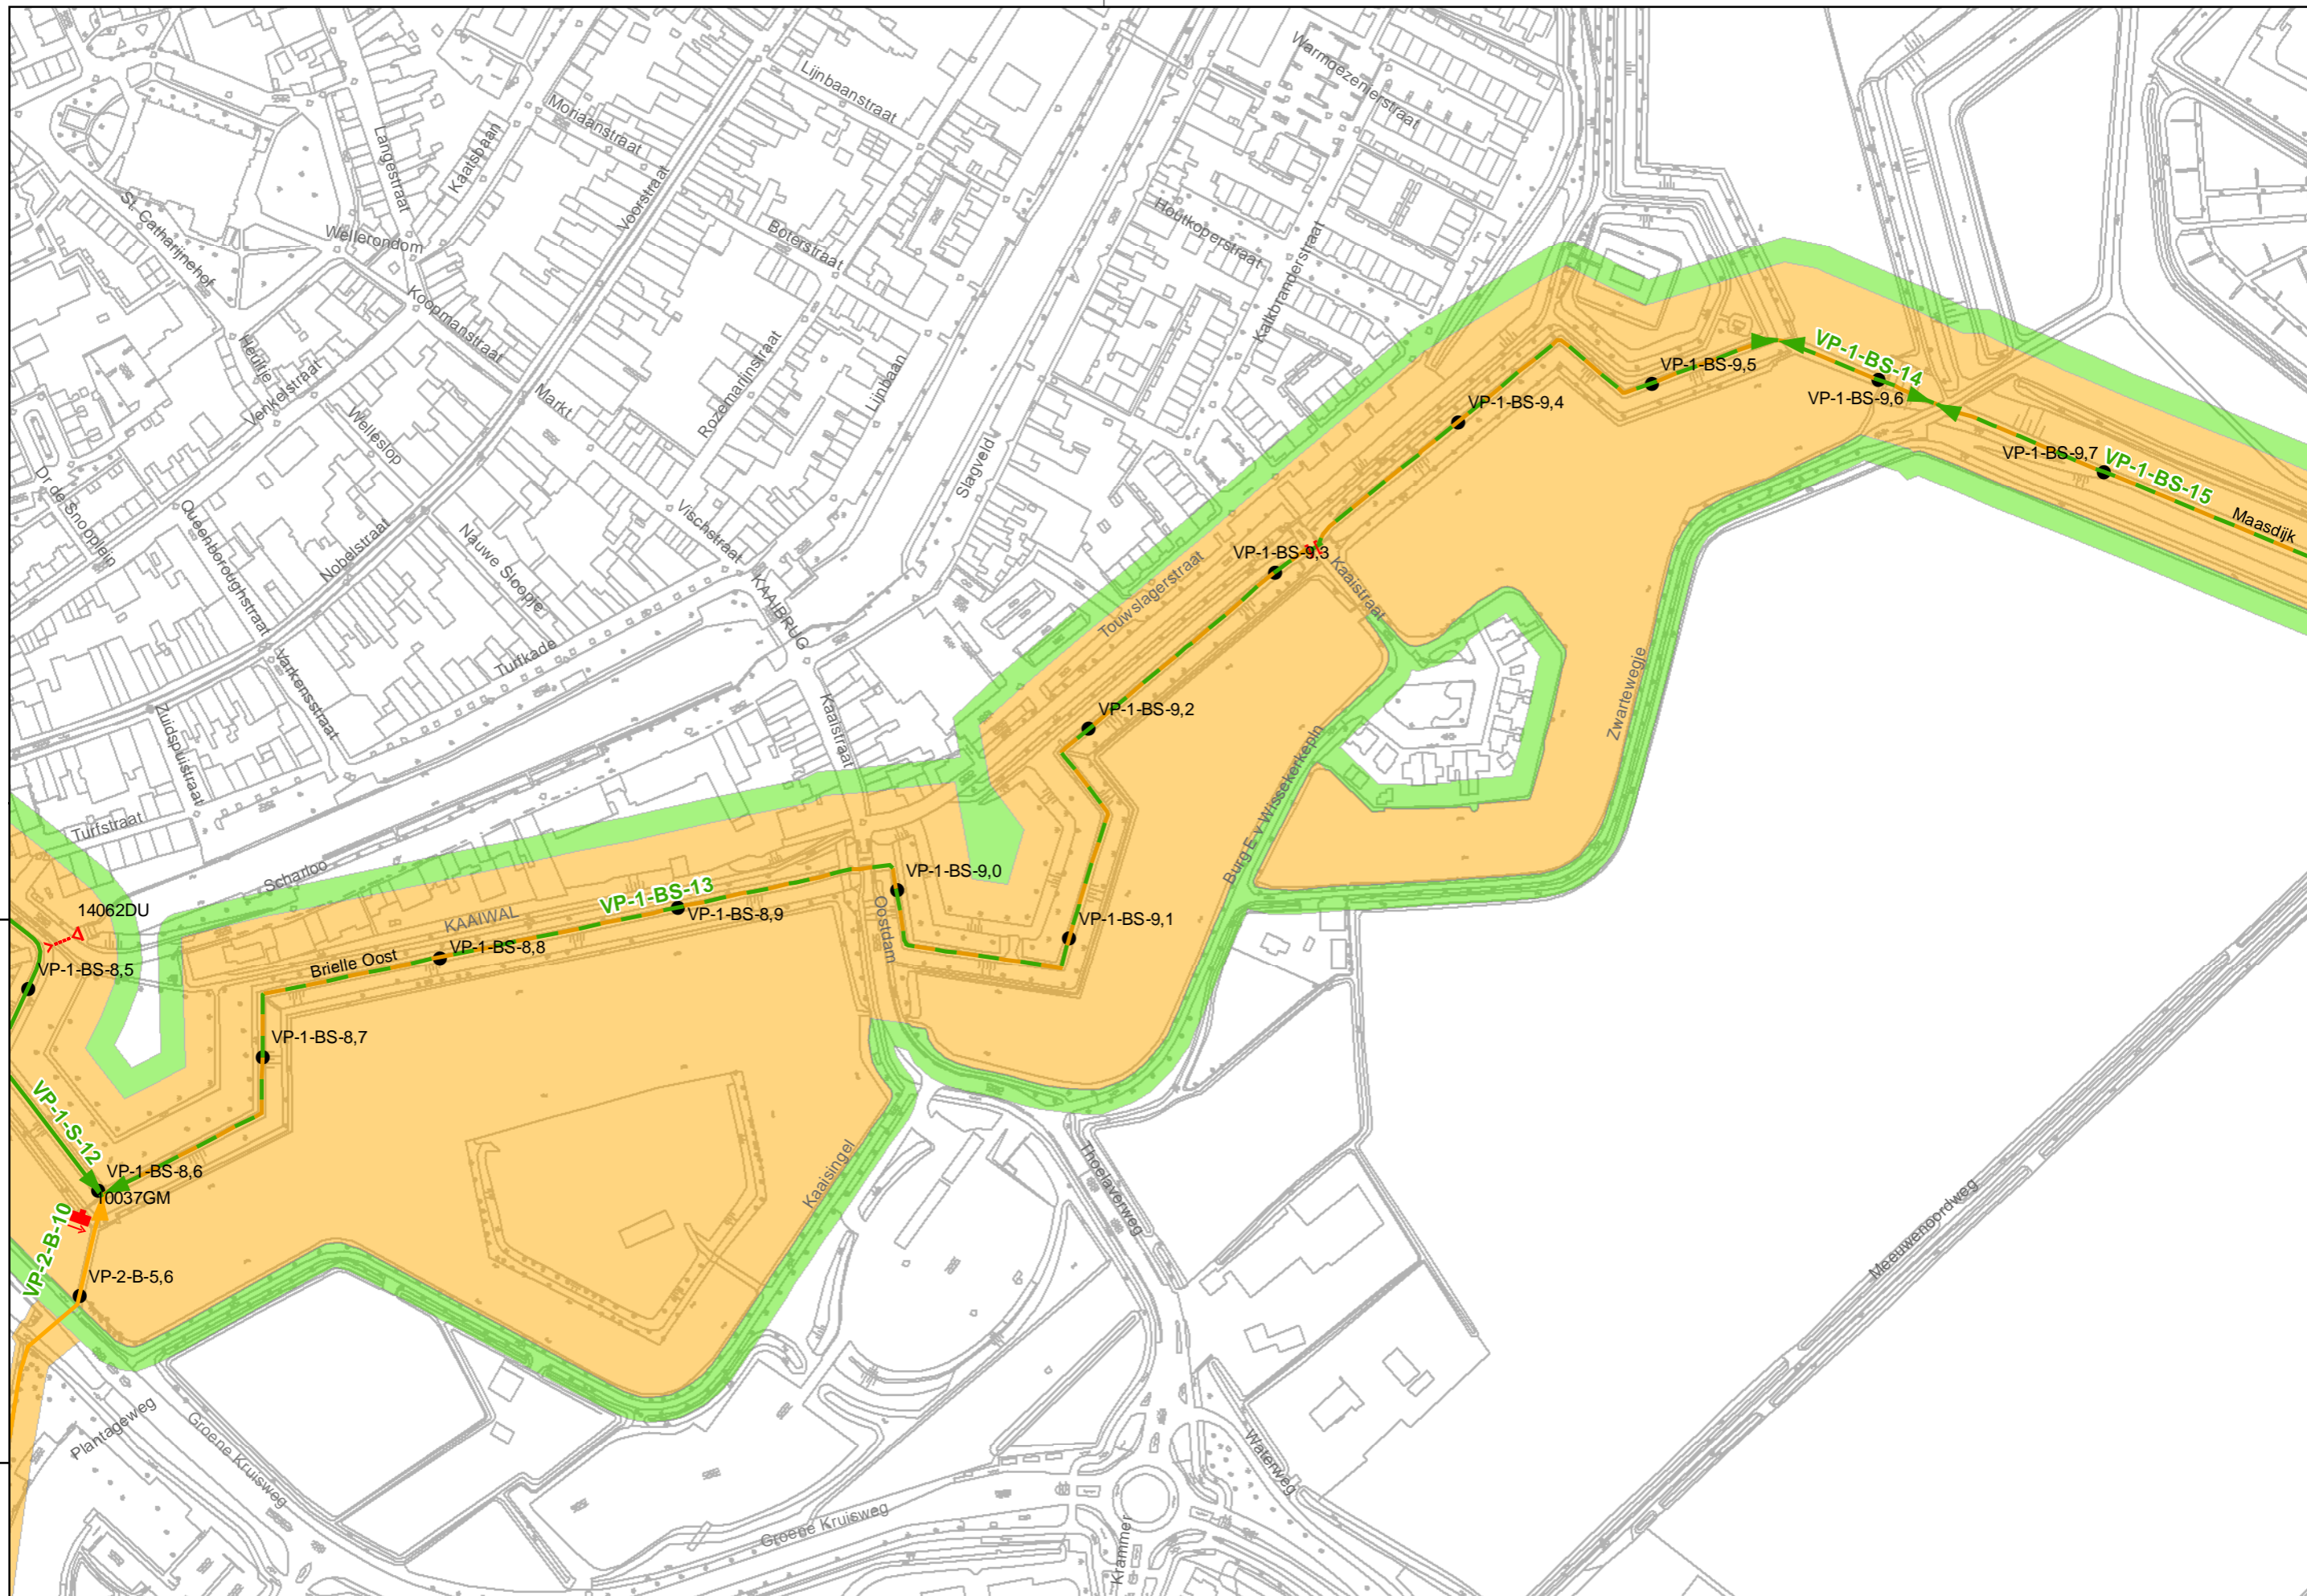 Warmoezenierstraat
Lijnbaanstraat
Moriaanstraat
Langestraat
Kaatsbaan
Voorstraat
St. Catharijnehof
Wellerondom
Boterstraat
Houtkoperstraat
Kalkbranderstraat
Koopmanstraat
Heultje
Venkelstraat
Rozemarijnstraat
Lijnbaan
Markt
Welleslop
VP-1-BS-14
VP-1-BS-9,5
VP-1-BS-9,6
VP-1-BS-9,4
VP-1-BS-9,7
VP-1-BS-15
Maasdijk
Slagveld
Dr de Snooplein
Queenboroughstraat
Nobelstraat
Nauwe Sloopje
Vischstraat
VP-1-BS-9,3
Kaaistraat
Touwslagerstraat
KAAIBRUG
Turfkade
Varkensstraat
Zuidspuistraat
Kaaistraat
VP-1-BS-9,2
Zwartewegje
Burg E v Wissekerkepln
Turfstraat
Scharloo
VP-1-BS-13
VP-1-BS-9,0
14062DU
KAAIWAL
VP-1-BS-8,9
Oostdam
VP-1-BS-9,1
VP-1-BS-8,8
Brielle Oost
VP-1-BS-8,5
VP-1-BS-8,7
VP-1-S-12
VP-1-BS-8,6
10037GM
Kaaisingel
Thoelaverweg
VP-2-B-10
VP-2-B-5,6
Meeuwenoordweg
Plantageweg
Groene Kruisweg
Waterweg
Groene Kruisweg
Krammer